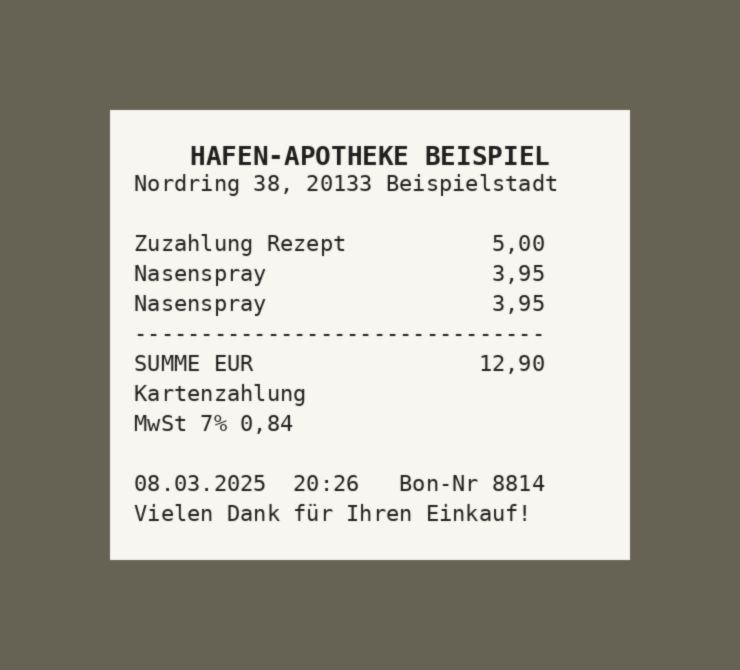 HAFEN-APOTHEKE BEISPIEL
Nordring 38, 20133 Beispielstadt
Zuzahlung Rezept 5,00
Nasenspray 3,95
Nasenspray 3,95
-------------------------------
SUMME EUR 12,90
Kartenzahlung
MwSt 7% 0,84
08.03.2025 20:26 Bon-Nr 8814
Vielen Dank für Ihren Einkauf!